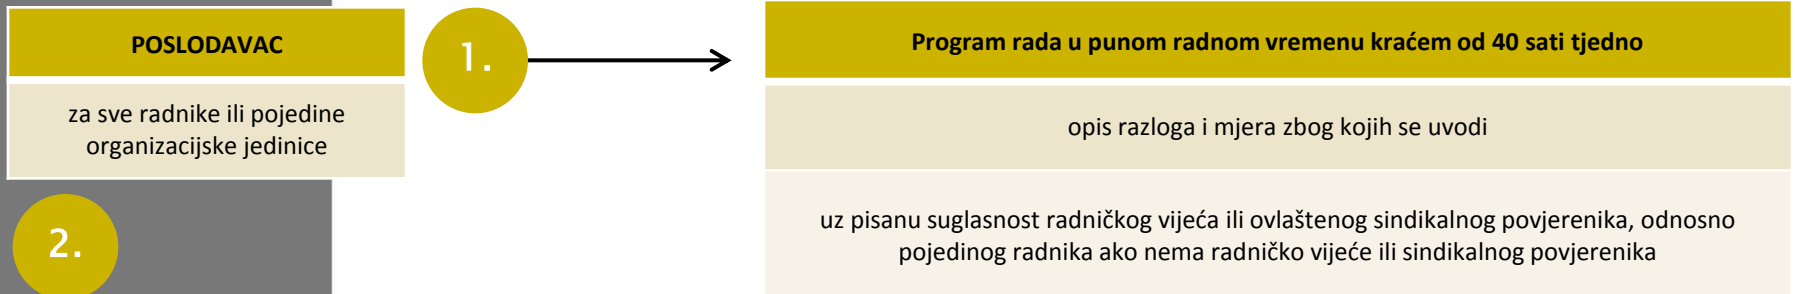 POSLODAVAC
za sve radnike ili pojedine
organizacijske jedinice
1.
Program rada u punom radnom vremenu kraćem od 40 sati tjedno
opis razloga i mjera zbog kojih se uvodi
uz pisanu suglasnost radničkog vijeća ili ovlaštenog sindikalnog povjerenika, odnosno
pojedinog radnika ako nema radničko vijeće ili sindikalnog povjerenika
2.